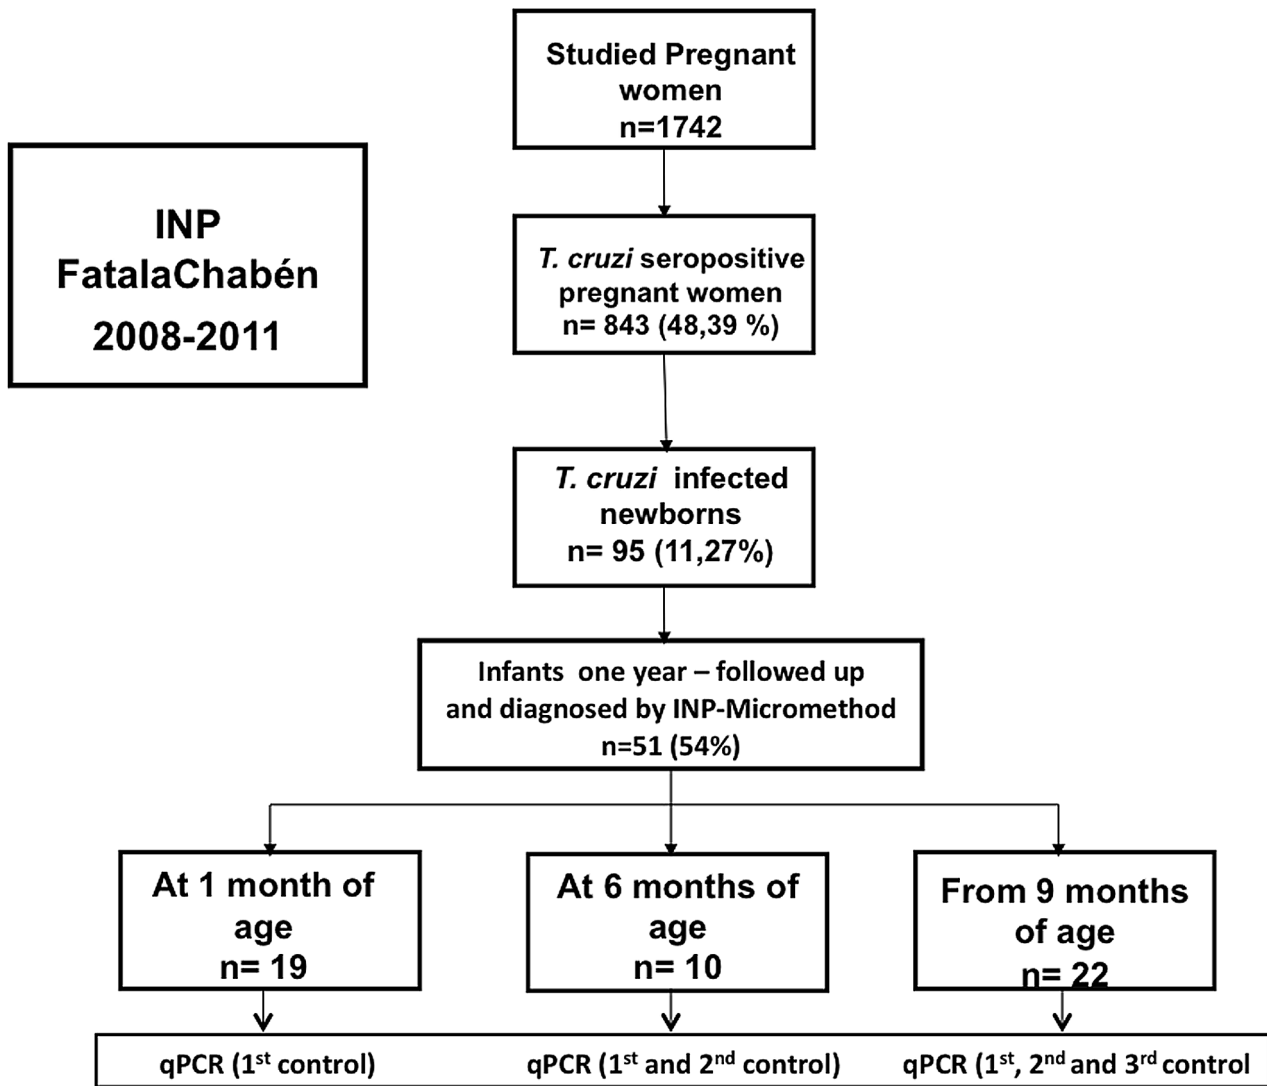 Studied Pregnant
women
n=1742
INP
FatalaChabén
2008-2011
T. cruzi seropositive
pregnant women
n= 843 (48,39 %)
T. cruzi infected
newborns
n= 95 (11,27%)
Infants one year – followed up
and diagnosed by INP-Micromethod
n=51 (54%)
At 1 month of
age
n= 19
At 6 months of
age
n= 10
From 9 months
of age
n= 22
qPCR (1st control)
qPCR (1st and 2nd control)
qPCR (1st, 2nd and 3rd control